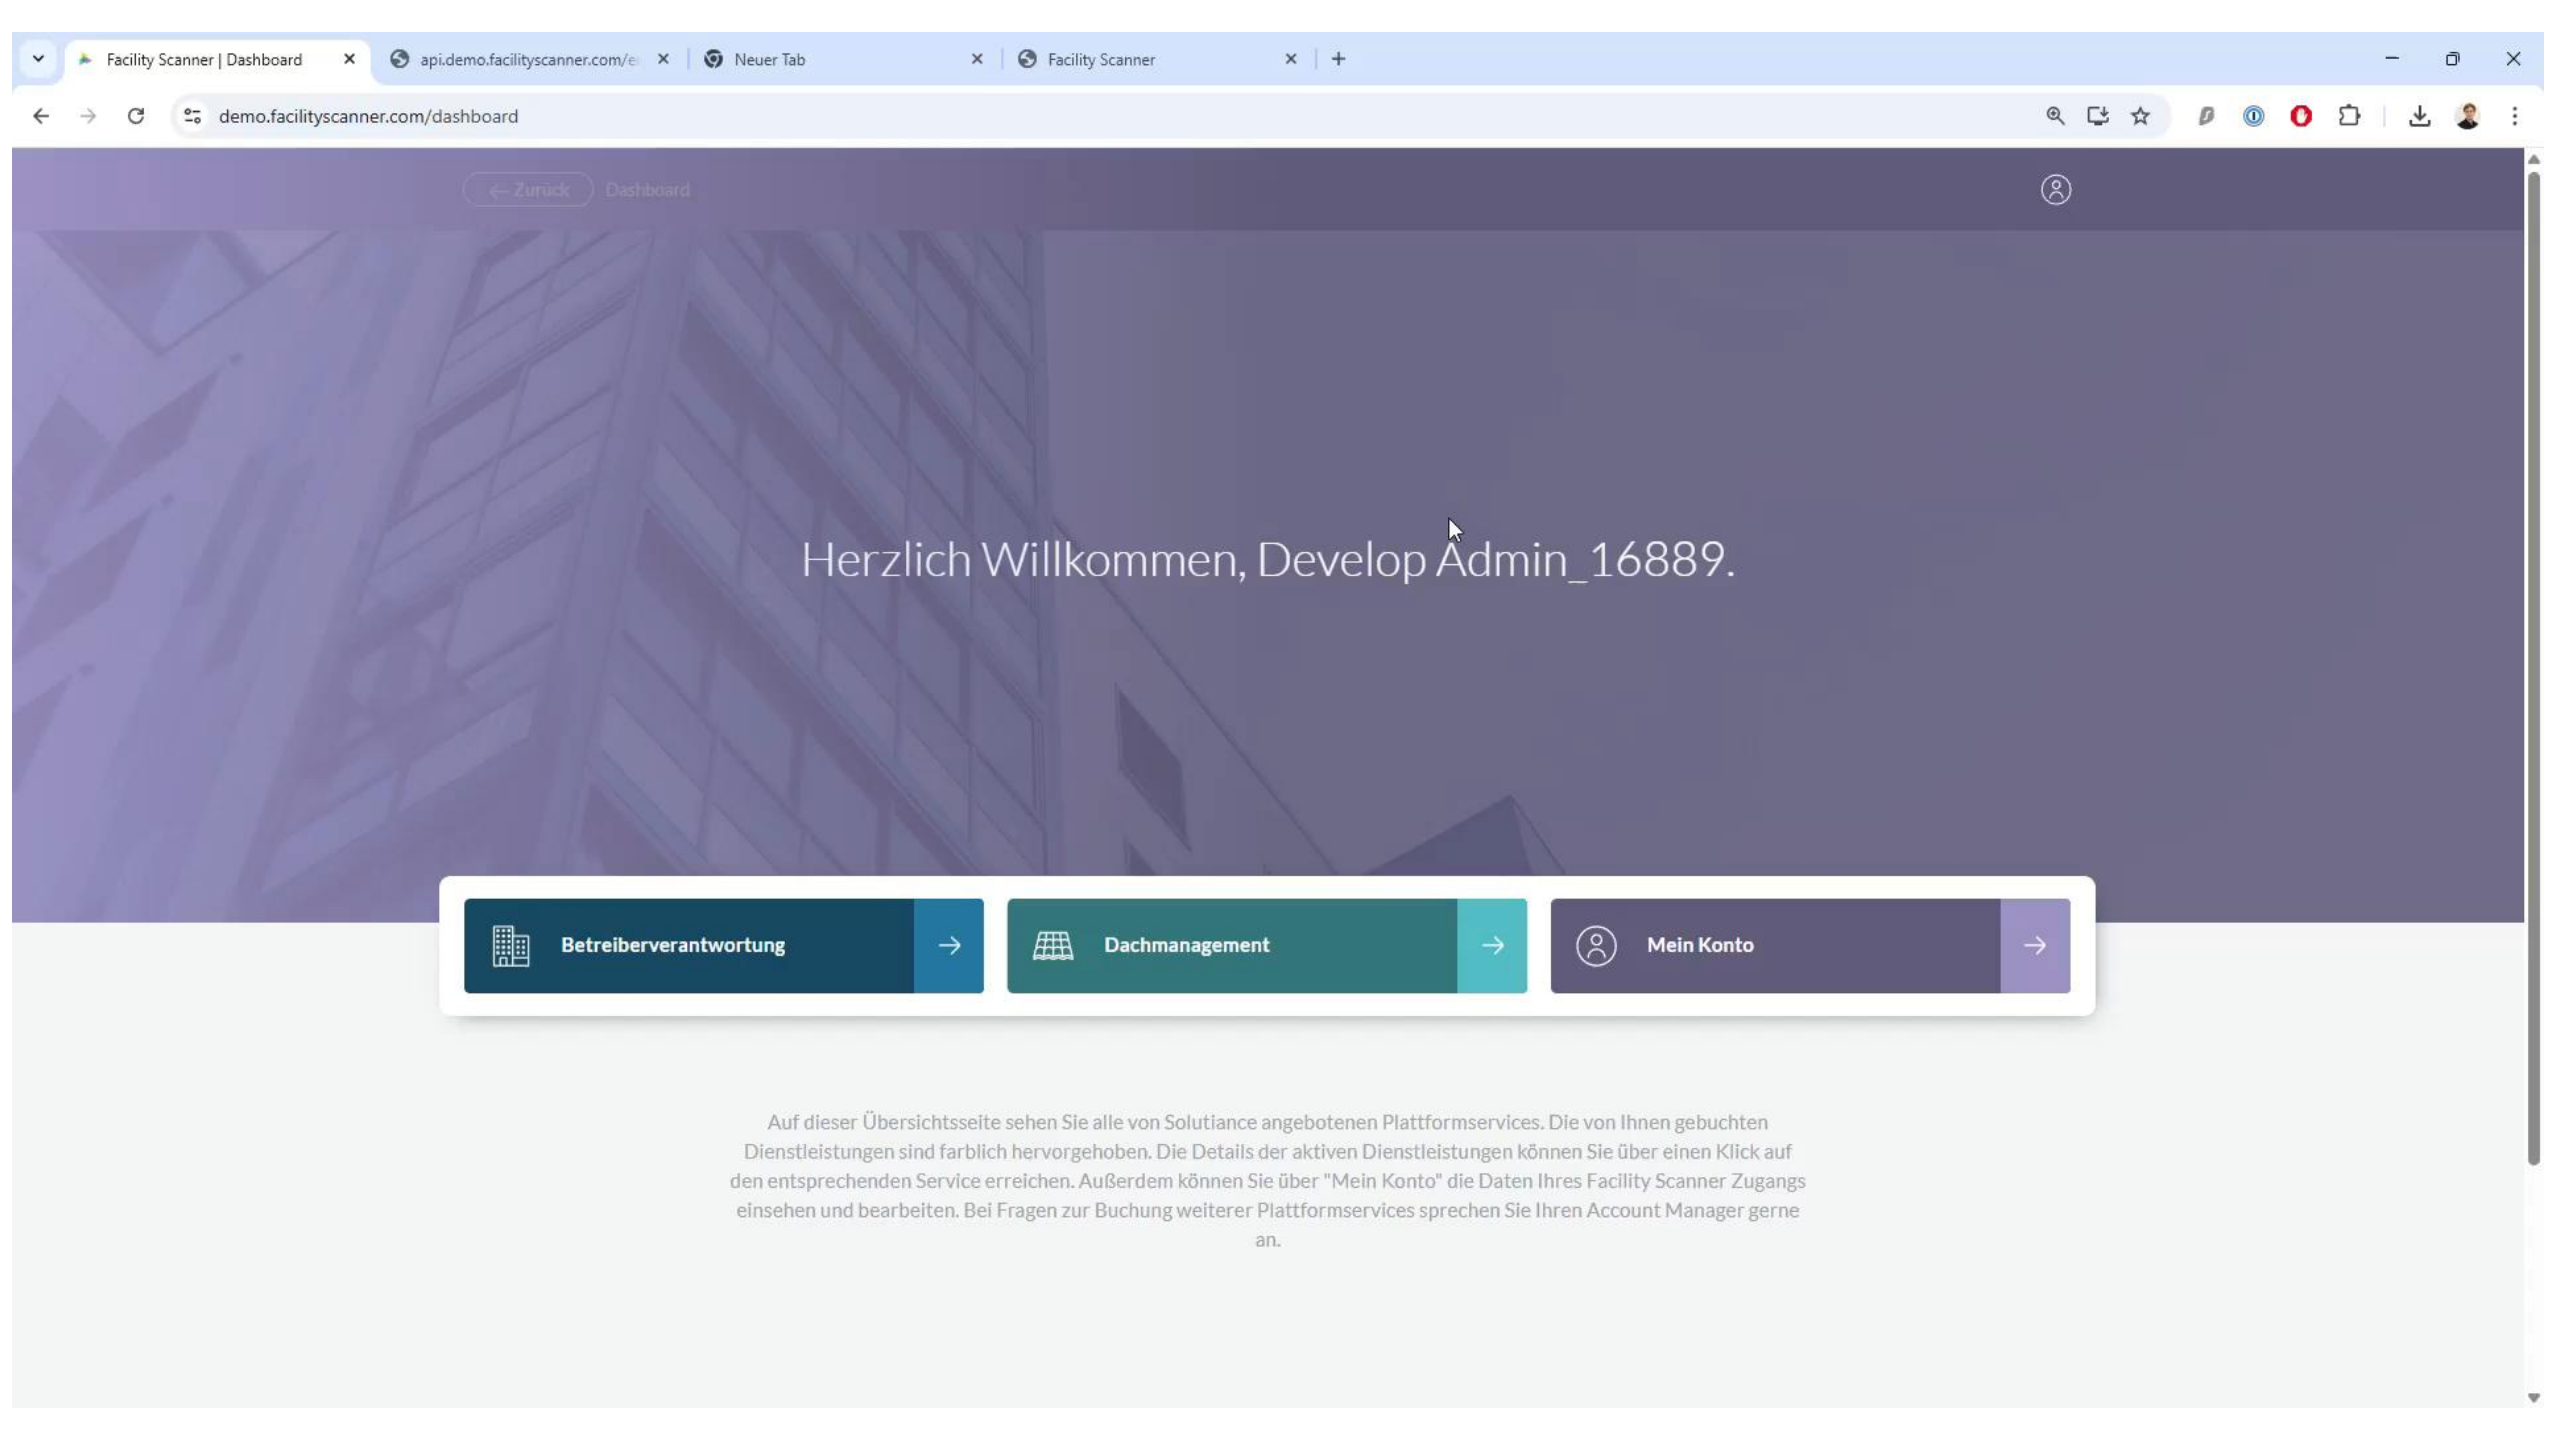 Facility Scanner | Dashboard
api.demo.facilityscanner.com/e
Neuer Tab
Facility Scanner
demo.facilityscanner.com/dashboard
← Zurück Dashboard
Herzlich Willkommen, Develop Admin_16889.
Betreiberverantwortung
Dachmanagement
Mein Konto
Auf dieser Übersichtsseite sehen Sie alle von Solutiance angebotenen Plattformservices. Die von Ihnen gebuchten
Dienstleistungen sind farblich hervorgehoben. Die Details der aktiven Dienstleistungen können Sie über einen Klick auf
den entsprechenden Service erreichen. Außerdem können Sie über "Mein Konto" die Daten Ihres Facility Scanner Zugangs
einsehen und bearbeiten. Bei Fragen zur Buchung weiterer Plattformservices sprechen Sie Ihren Account Manager gerne
an.